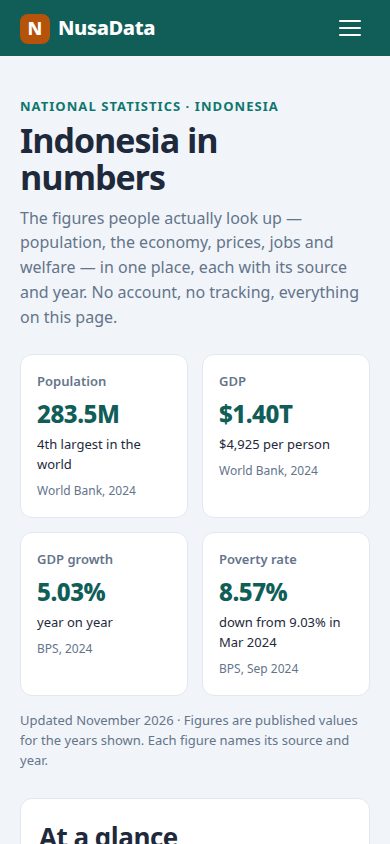 N NusaData
NATIONAL STATISTICS · INDONESIA
Indonesia in
numbers
The figures people actually look up —
population, the economy, prices, jobs and
welfare — in one place, each with its source
and year. No account, no tracking, everything
on this page.
Population
283.5M
4th largest in the
world
World Bank, 2024
GDP
$1.40T
$4,925 per person
World Bank, 2024
GDP growth
5.03%
year on year
BPS, 2024
Poverty rate
8.57%
down from 9.03% in
Mar 2024
BPS, Sep 2024
Updated November 2026 · Figures are published values
for the years shown. Each figure names its source and
year.
At a glance